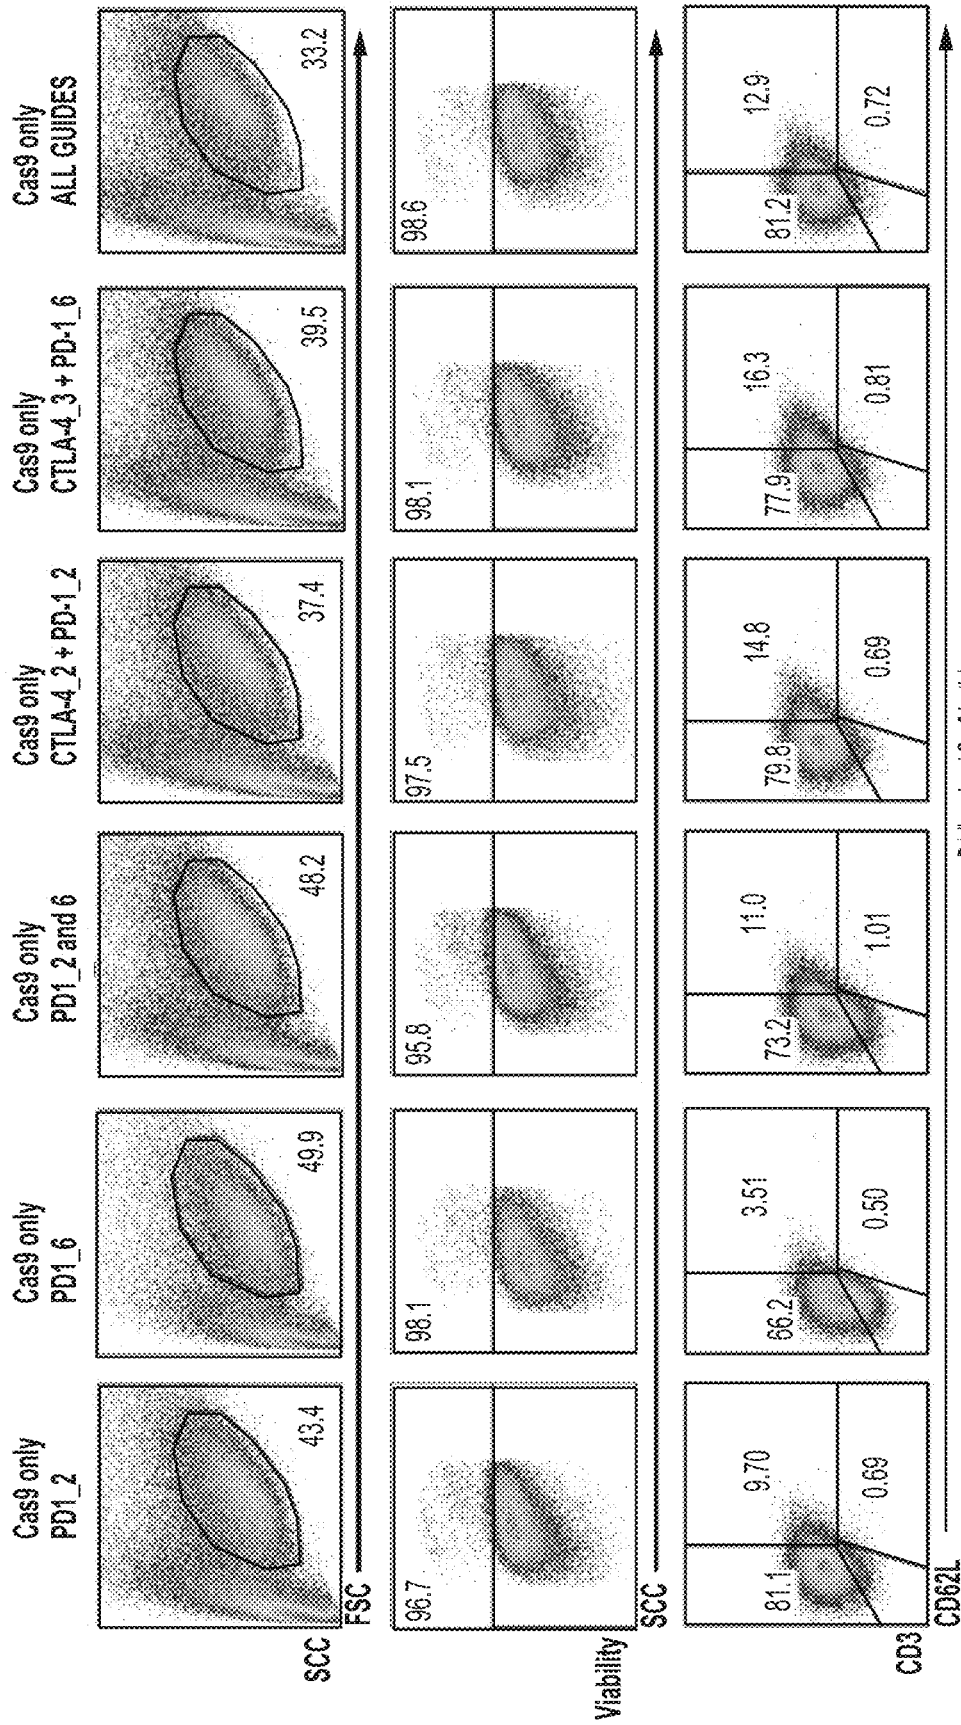 Cas9 only
PD1_2
Cas9 only
PD1_6
Cas9 only
PD1_2 and 6
Cas9 only
CTLA-4_2 + PD-1_2
Cas9 only
CTLA-4_3 + PD-1_6
Cas9 only
ALL GUIDES
SCC
43.4
49.9
48.2
37.4
39.5
33.2
FSC
Viability
96.7
98.1
95.8
97.5
98.1
98.6
SCC
CD3
81.1
9.70
0.69
66.2
3.51
0.50
73.2
11.0
1.01
79.8
14.8
0.69
77.9
16.3
0.81
81.2
12.9
0.72
CD62L